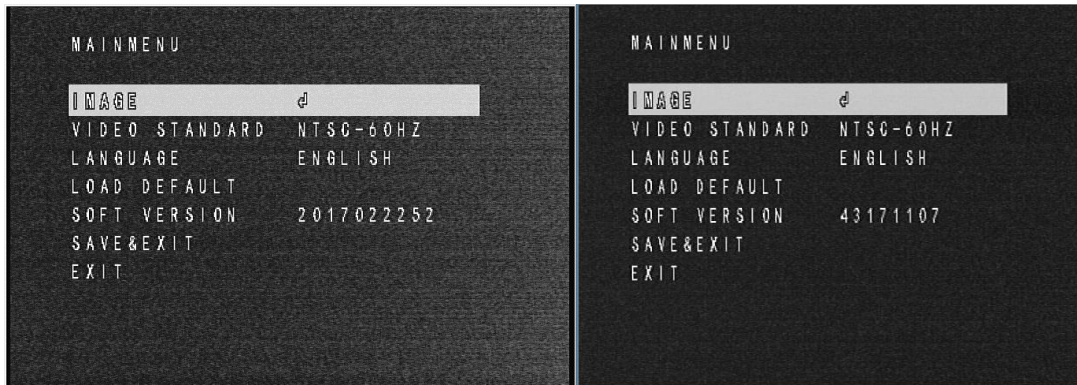 MAINMENU
IMAGE
VIDEO STANDARD NTSC-60HZ
LANGUAGE ENGLISH
LOAD DEFAULT
SOFT VERSION 2017022252
SAVE&EXIT
EXIT
MAINMENU
IMAGE
VIDEO STANDARD NTSC-60HZ
LANGUAGE ENGLISH
LOAD DEFAULT
SOFT VERSION 43171107
SAVE&EXIT
EXIT